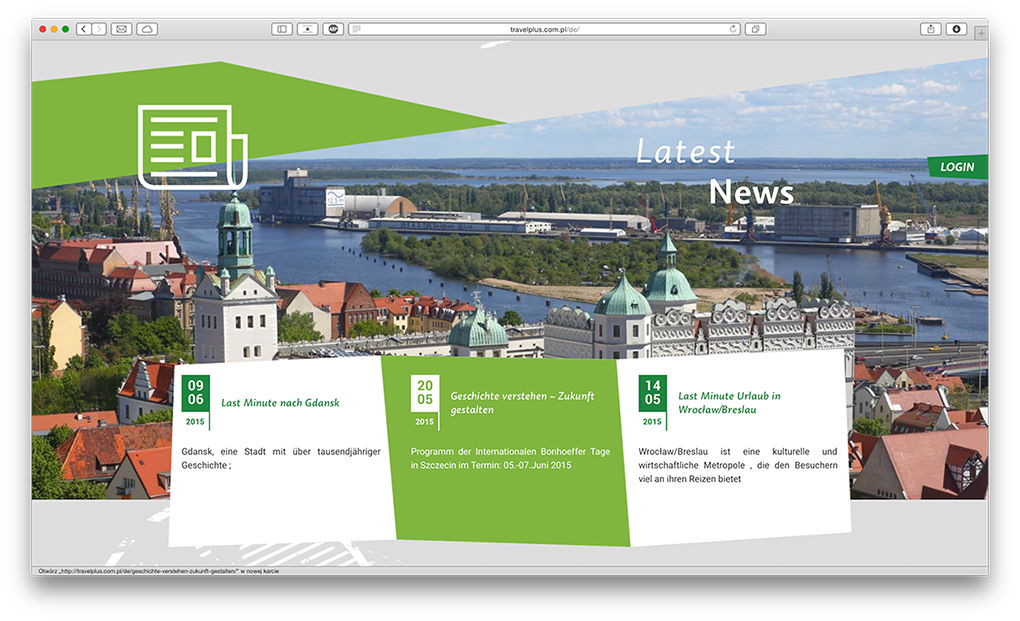 travelplus.com.pl/de/
Latest
News
LOGIN
09
06
2015
Last Minute nach Gdansk
Gdansk, eine Stadt mit über tausendjähriger
Geschichte ;
20
05
2015
Geschichte verstehen – Zukunft
gestalten
Programm der Internationalen Bonhoeffer Tage
in Szczecin im Termin: 05.-07.Juni 2015
14
05
2015
Last Minute Urlaub in
Wrocław/Breslau
Wrocław/Breslau ist eine kulturelle und
wirtschaftliche Metropole , die den Besuchern
viel an ihren Reizen bietet
Otwórz „http://travelplus.com.pl/de/geschichte-verstehen-zukunft-gestalten/” w nowej karcie